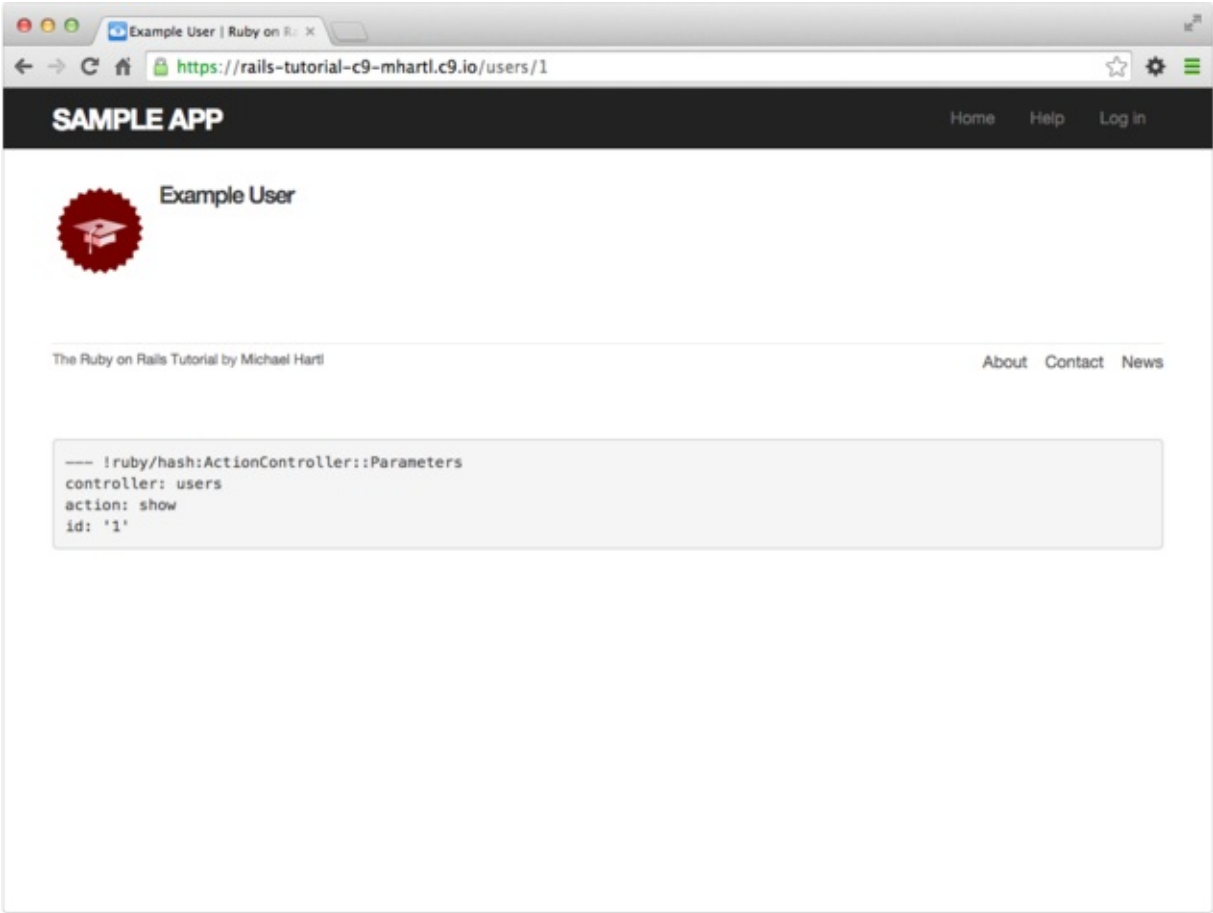 Example User | Ruby on Ra
https://rails-tutorial-c9-mhartl.c9.io/users/1
SAMPLE APP
Home Help Log in
Example User
The Ruby on Rails Tutorial by Michael Hartl
About Contact News
--- !ruby/hash:ActionController::Parameters
controller: users
action: show
id: '1'